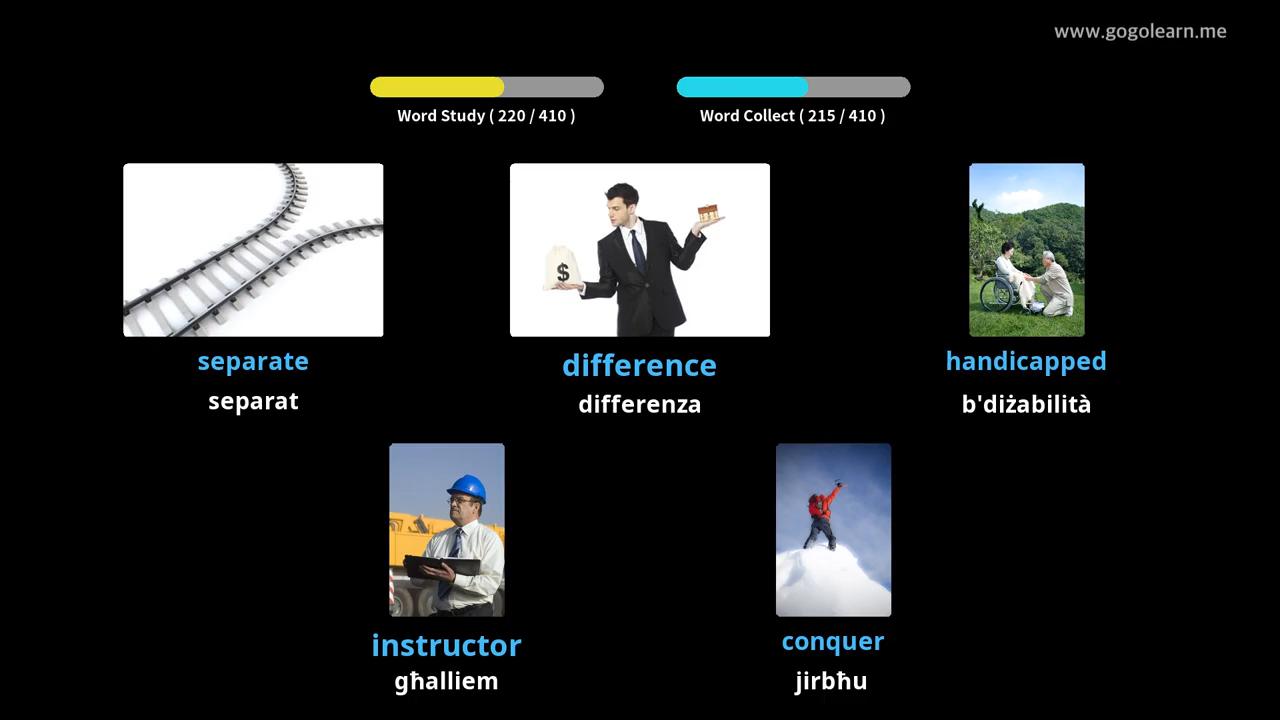 www.gogolearn.me
Word Study ( 220 / 410 )
Word Collect ( 215 / 410 )
$
separate
separat
difference
differenza
handicapped
b'diżabilità
instructor
għalliem
conquer
jirbħu